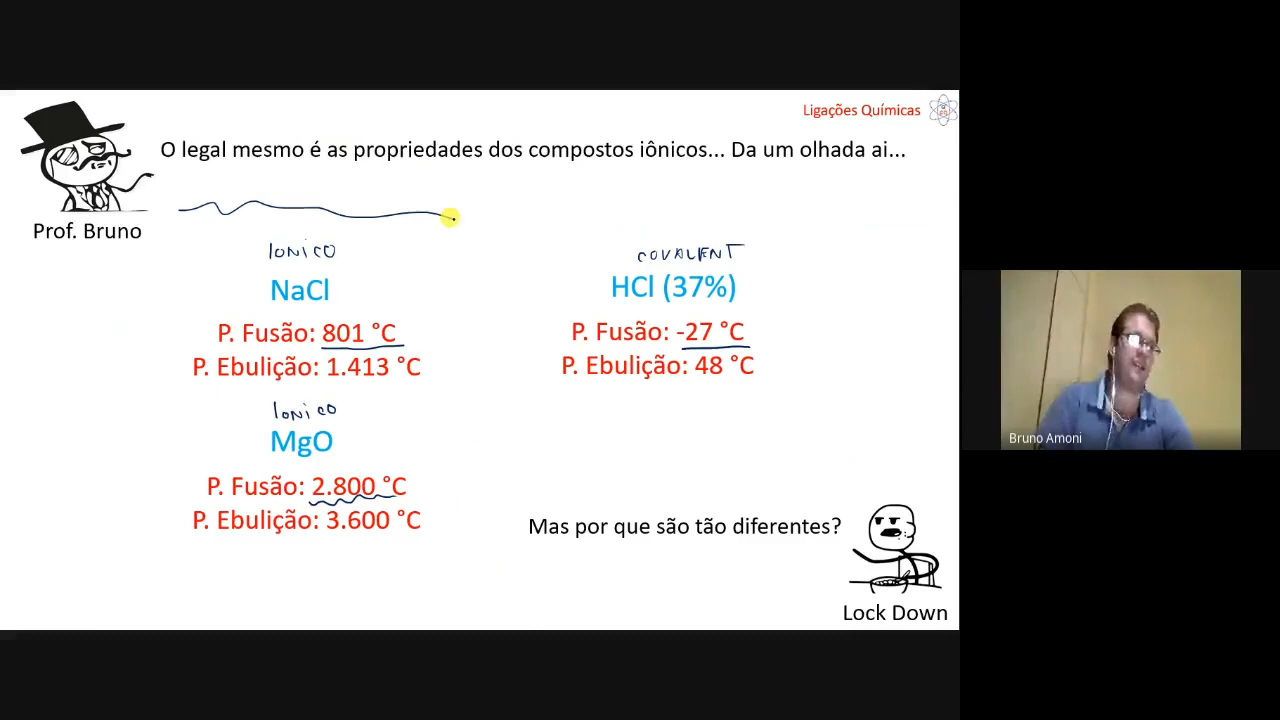 Ligações Químicas
O legal mesmo é as propriedades dos compostos iônicos... Da um olhada ai...
Prof. Bruno
IONICO
NaCl
P. Fusão: 801 °C
P. Ebulição: 1.413 °C
IONICO
MgO
P. Fusão: 2.800 °C
P. Ebulição: 3.600 °C
COVALENT
HCl (37%)
P. Fusão: -27 °C
P. Ebulição: 48 °C
Mas por que são tão diferentes?
Lock Down
Bruno Amoni